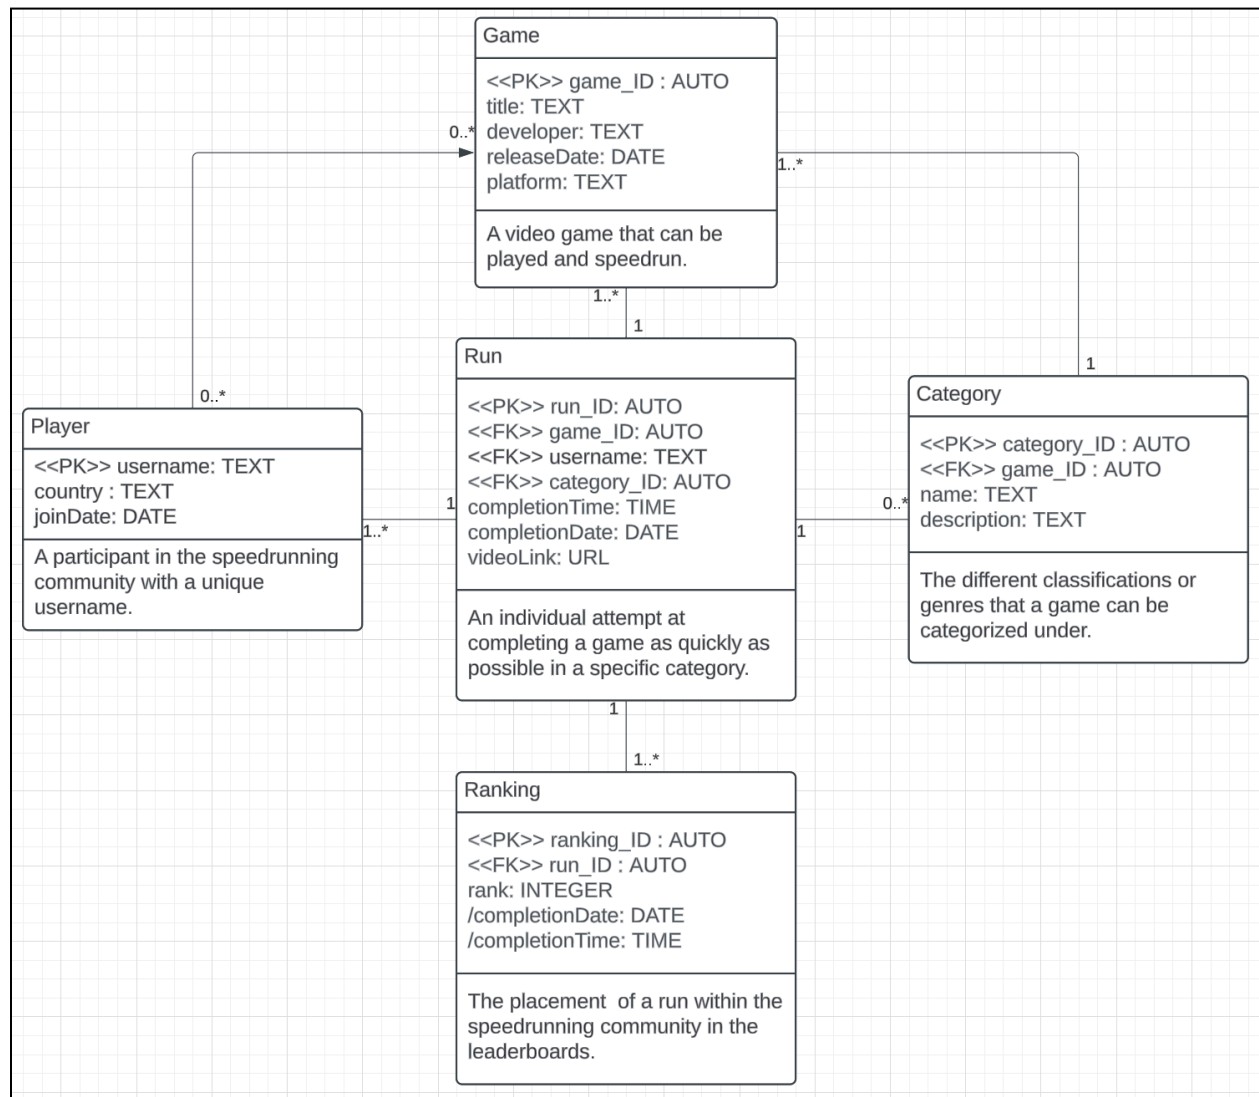 Game
<<PK>> game_ID : AUTO
title: TEXT
developer: TEXT
releaseDate: DATE
platform: TEXT
A video game that can be
played and speedrun.
0..*
1..*
1..*
1
0..*
1
Player
<<PK>> username: TEXT
country : TEXT
joinDate: DATE
A participant in the speedrunning
community with a unique
username.
1..*
1
Run
<<PK>> run_ID: AUTO
<<FK>> game_ID: AUTO
<<FK>> username: TEXT
<<FK>> category_ID: AUTO
completionTime: TIME
completionDate: DATE
videoLink: URL
An individual attempt at
completing a game as quickly as
possible in a specific category.
1
0..*
Category
<<PK>> category_ID : AUTO
<<FK>> game_ID : AUTO
name: TEXT
description: TEXT
The different classifications or
genres that a game can be
categorized under.
1
1..*
Ranking
<<PK>> ranking_ID : AUTO
<<FK>> run_ID : AUTO
rank: INTEGER
/completionDate: DATE
/completionTime: TIME
The placement  of a run within the
speedrunning community in the
leaderboards.